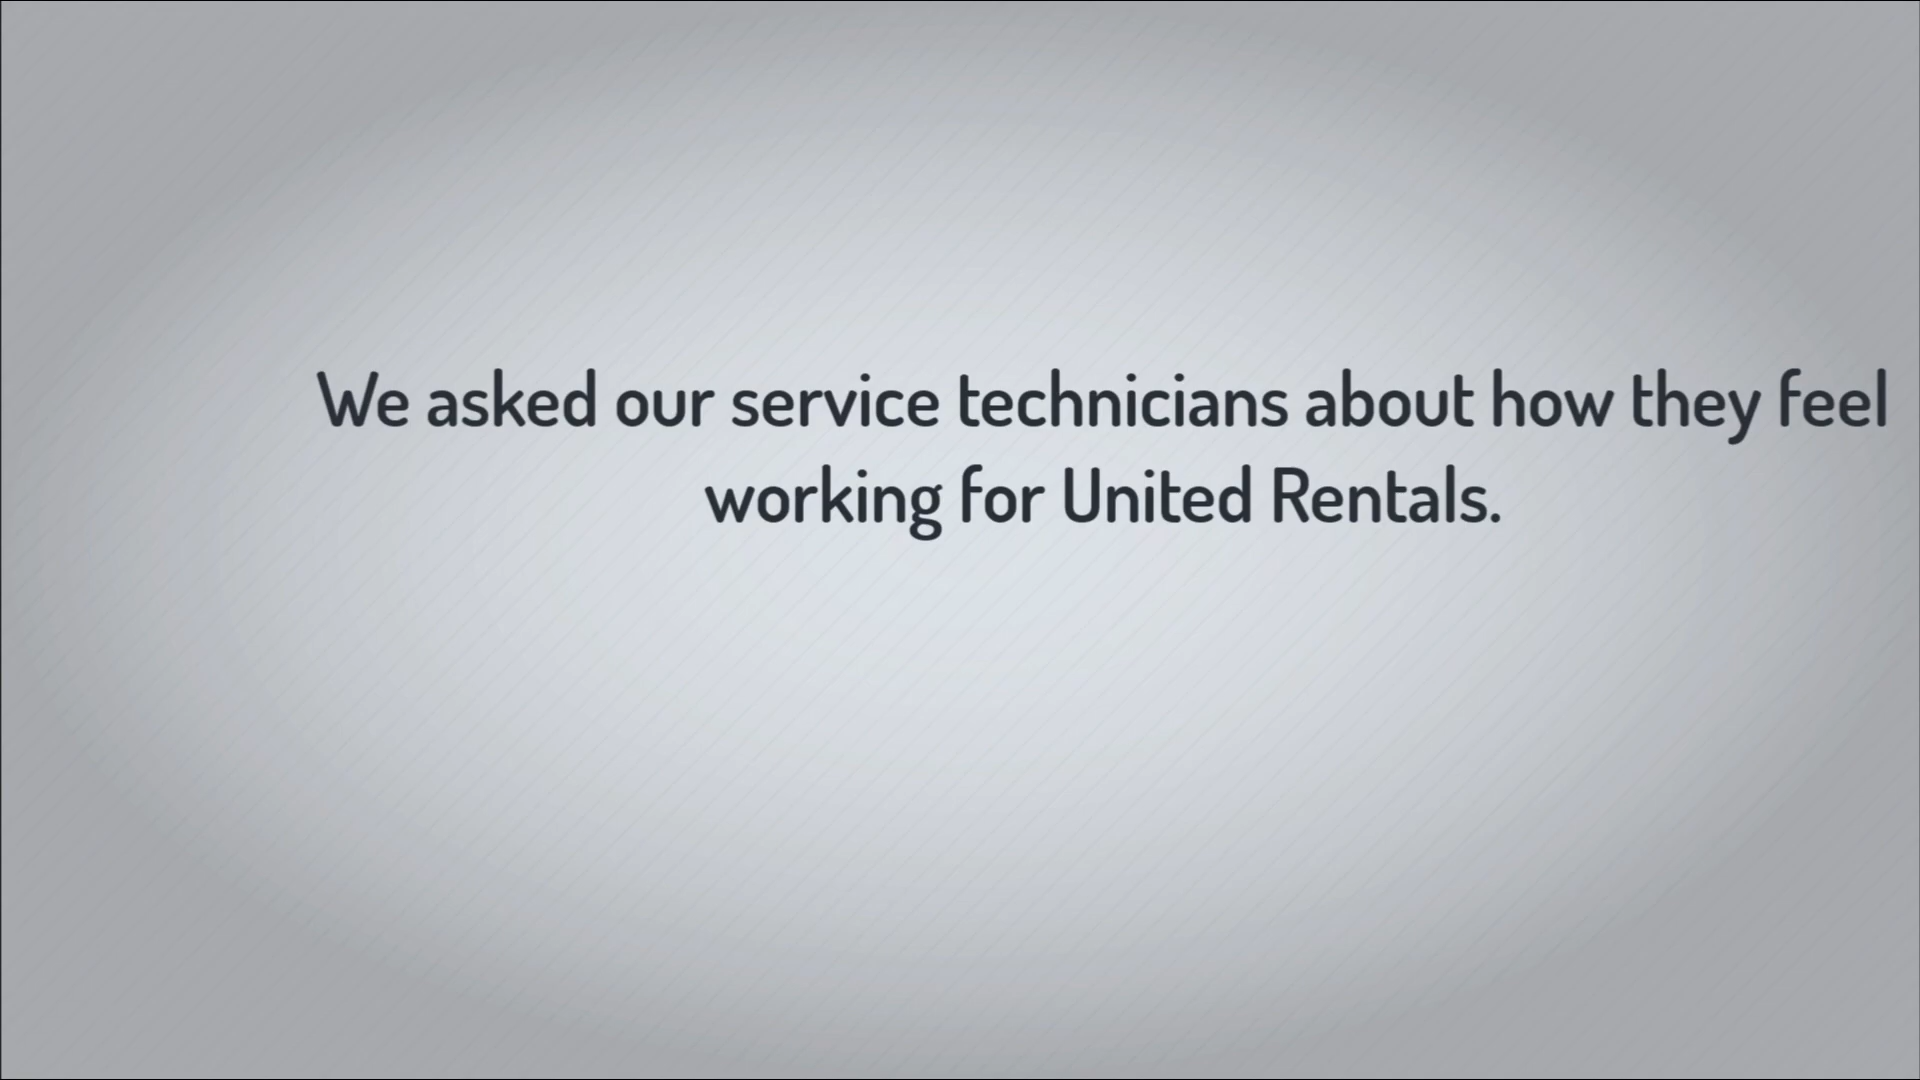 We asked our service technicians about how they feel
working for United Rentals.